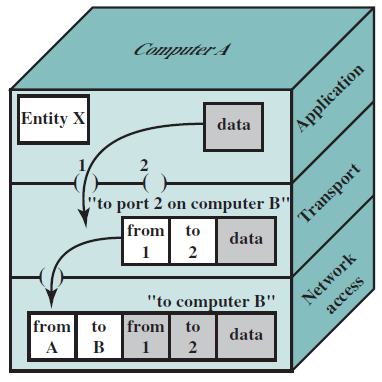 Computer A
Application
Entity X
data
1 2
Transport
"to port 2 on computer B"
from 1
to 2
data
Network access
"to computer B"
from A
to B
from 1
to 2
data